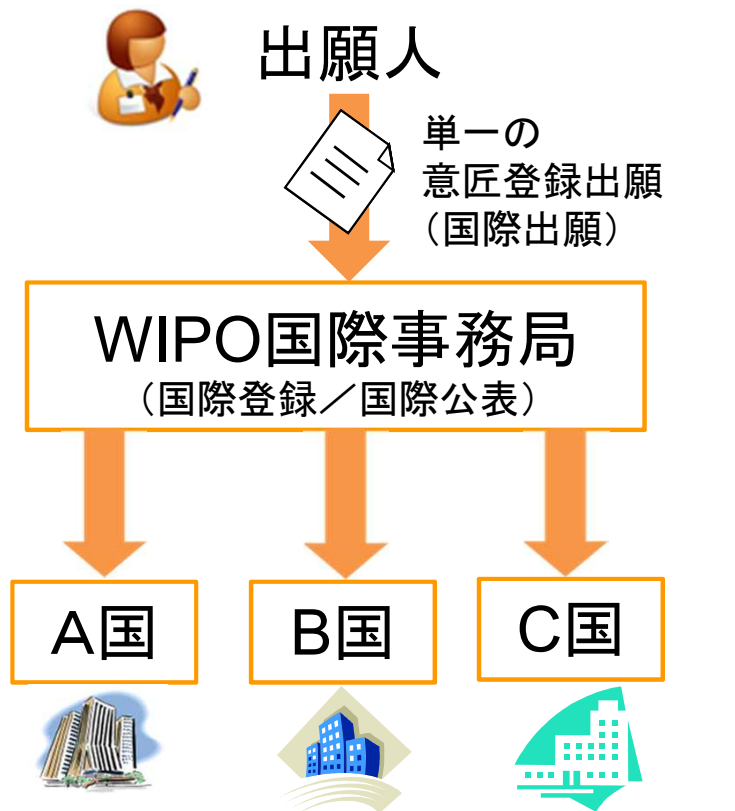 出願人
単一の
意匠登録出願
（国際出願）
WIPO国際事務局
（国際登録／国際公表）
A国
B国
C国